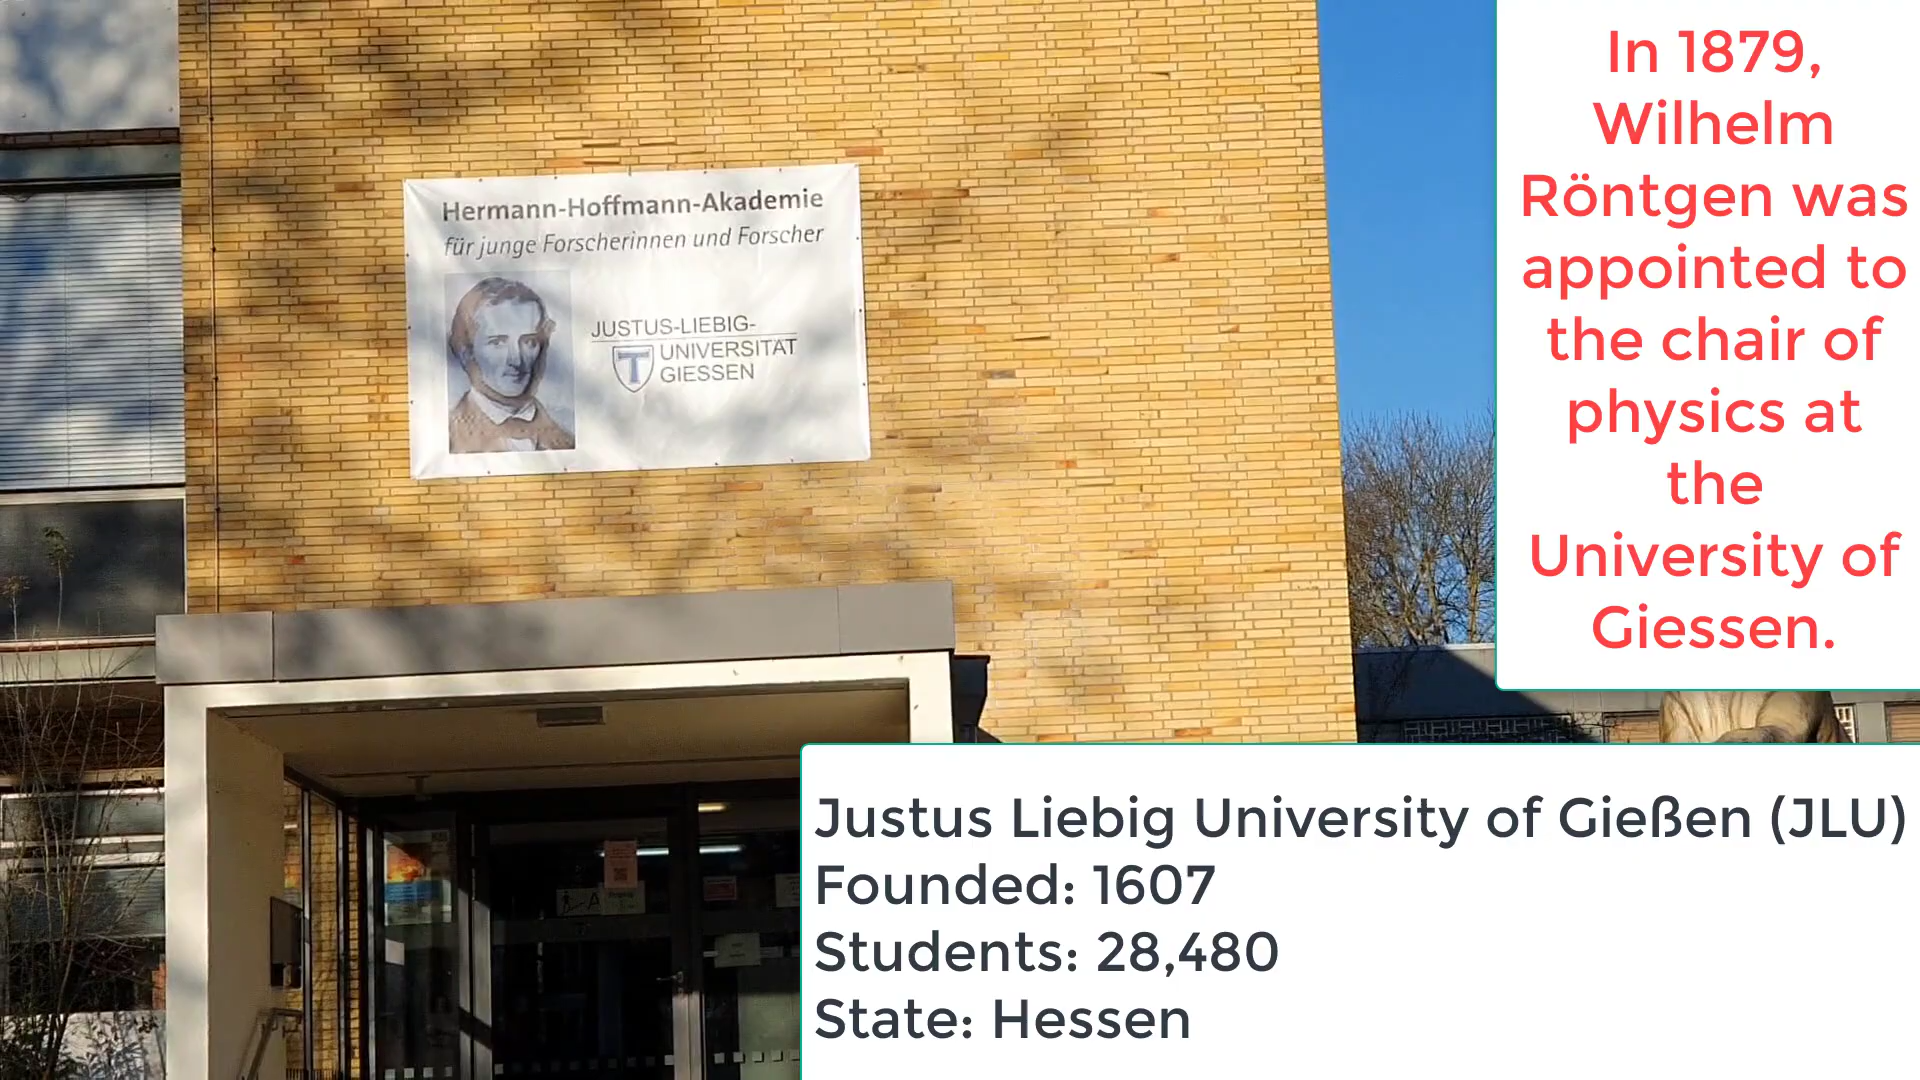 Hermann-Hoffmann-Akademie
für junge Forscherinnen und Forscher
JUSTUS-LIEBIG-
UNIVERSITÄT
GIESSEN
In 1879,
Wilhelm
Röntgen was
appointed to
the chair of
physics at
the
University of
Giessen.
Justus Liebig University of Gießen (JLU)
Founded: 1607
Students: 28,480
State: Hessen